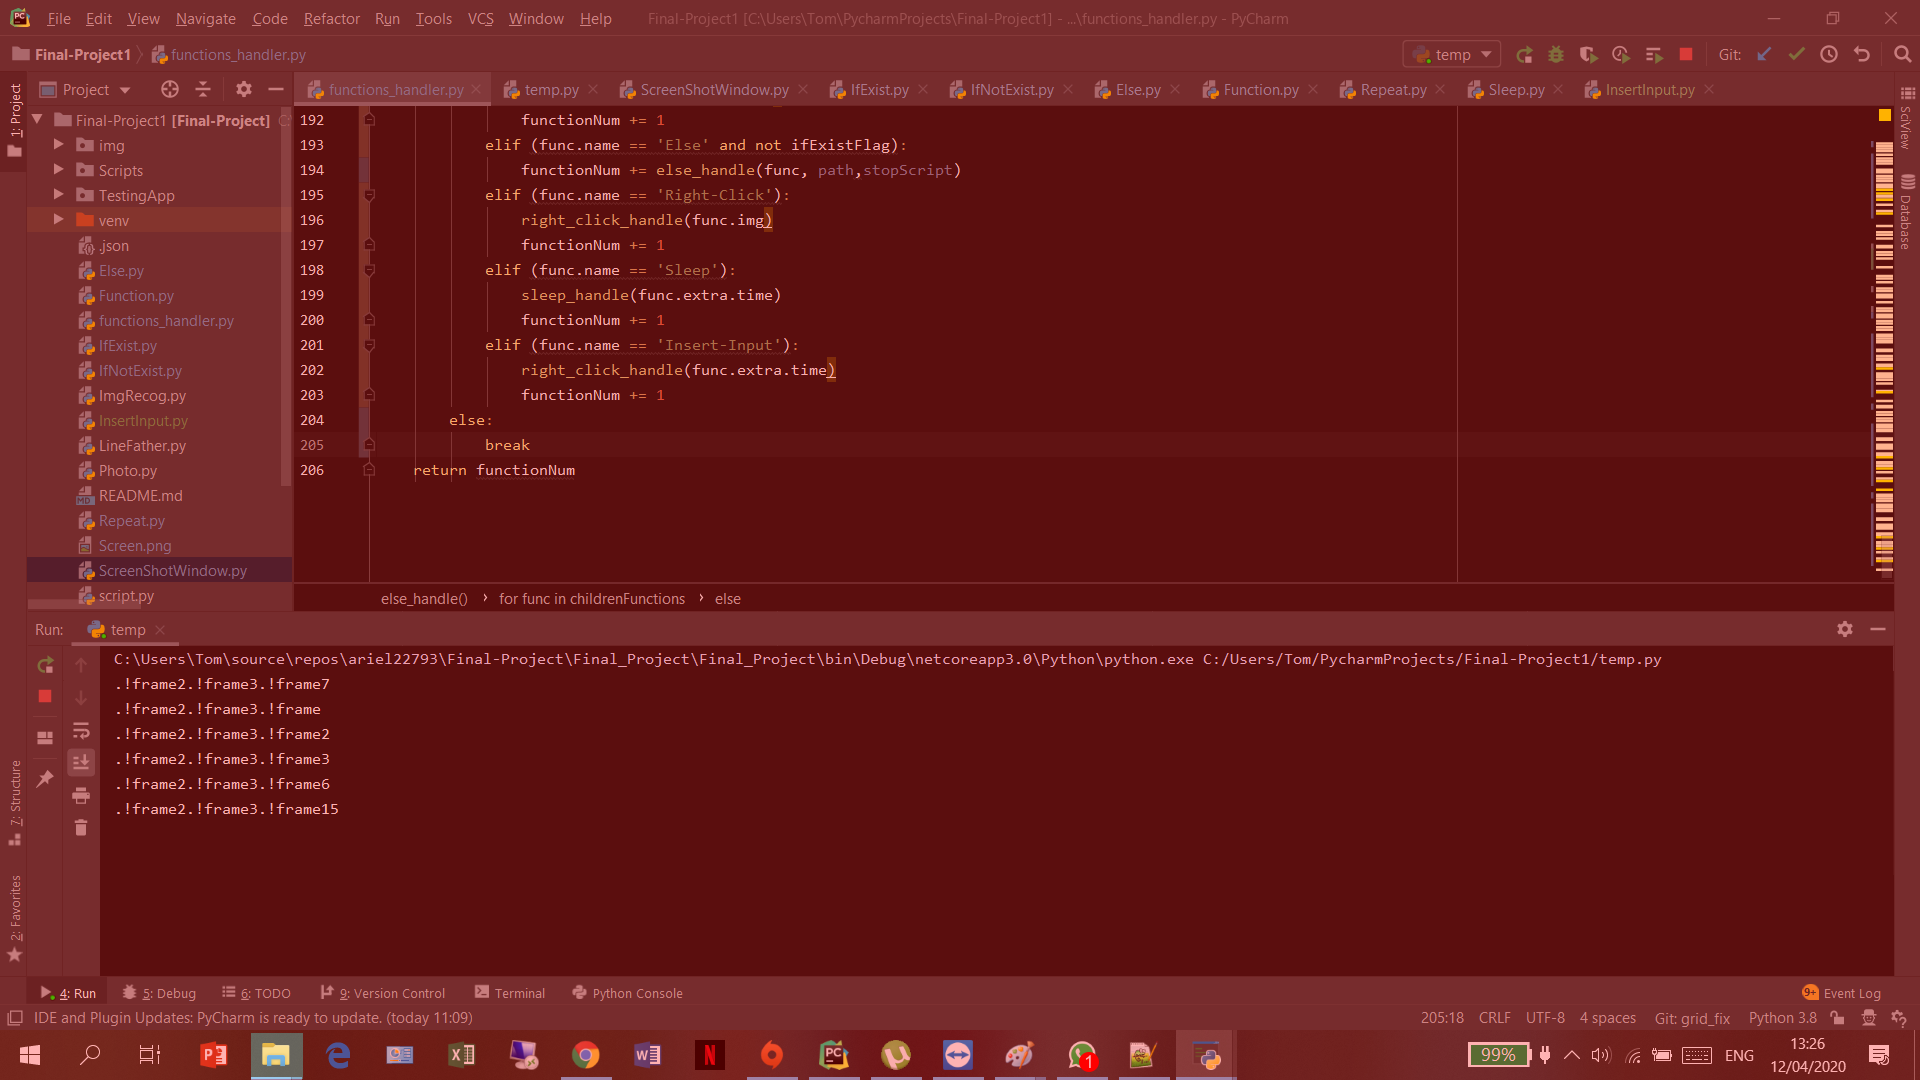 File Edit View Navigate Code Refactor Run Tools VCS Window Help Final-Project1 [C:\Users\Tom\PycharmProjects\Final-Project1] - ...\functions_handler.py - PyCharm
Final-Project1 functions_handler.py temp Git:
Project functions_handler.py temp.py ScreenShotWindow.py IfExist.py IfNotExist.py Else.py Function.py Repeat.py Sleep.py InsertInput.py
1: Project
SciView
Database
Final-Project1 [Final-Project]
img
Scripts
TestingApp
venv
.json
Else.py
Function.py
functions_handler.py
IfExist.py
IfNotExist.py
ImgRecog.py
InsertInput.py
LineFather.py
Photo.py
README.md
Repeat.py
Screen.png
ScreenShotWindow.py
script.py
192 functionNum += 1
193 elif (func.name == 'Else' and not ifExistFlag):
194 functionNum += else_handle(func, path,stopScript)
195 elif (func.name == 'Right-Click'):
196 right_click_handle(func.img)
197 functionNum += 1
198 elif (func.name == 'Sleep'):
199 sleep_handle(func.extra.time)
200 functionNum += 1
201 elif (func.name == 'Insert-Input'):
202 right_click_handle(func.extra.time)
203 functionNum += 1
204 else:
205 break
206 return functionNum
else_handle() › for func in childrenFunctions › else
Run: temp
C:\Users\Tom\source\repos\ariel22793\Final-Project\Final_Project\Final_Project\bin\Debug\netcoreapp3.0\Python\python.exe C:/Users/Tom/PycharmProjects/Final-Project1/temp.py
.!frame2.!frame3.!frame7
.!frame2.!frame3.!frame
.!frame2.!frame3.!frame2
.!frame2.!frame3.!frame3
.!frame2.!frame3.!frame6
.!frame2.!frame3.!frame15
7: Structure
2: Favorites
4: Run 5: Debug 6: TODO 9: Version Control Terminal Python Console 9+ Event Log
IDE and Plugin Updates: PyCharm is ready to update. (today 11:09) 205:18 CRLF UTF-8 4 spaces Git: grid_fix Python 3.8
99% ENG 13:26
12/04/2020